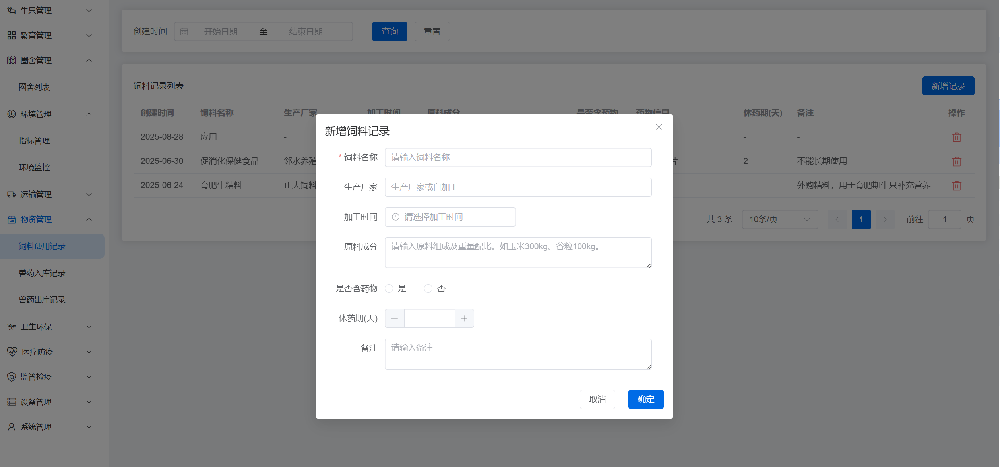 牛只管理
繁育管理
圈舍管理
圈舍列表
环境管理
指标管理
环境监控
运输管理
物资管理
饲料使用记录
兽药入库记录
兽药出库记录
卫生环保
医疗防疫
监管检疫
设备管理
系统管理
创建时间 开始日期 至 结束日期 查询 重置
饲料记录列表 新增记录
创建时间 饲料名称 生产厂家 加工时间 原料成分 是否含药物 药物信息 休药期(天) 备注 操作
2025-08-28 应用 - - -
2025-06-30 促消化保健食品 邻水养殖 片 2 不能长期使用
2025-06-24 育肥牛精料 正大饲料 - 外购精料，用于育肥期牛只补充营养
共 3 条 10条/页 1 前往 1 页
新增饲料记录
* 饲料名称 请输入饲料名称
生产厂家 生产厂家或自加工
加工时间 请选择加工时间
原料成分 请输入原料组成及重量配比。如玉米300kg、谷粒100kg。
是否含药物 是 否
休药期(天)
备注 请输入备注
取消 确定